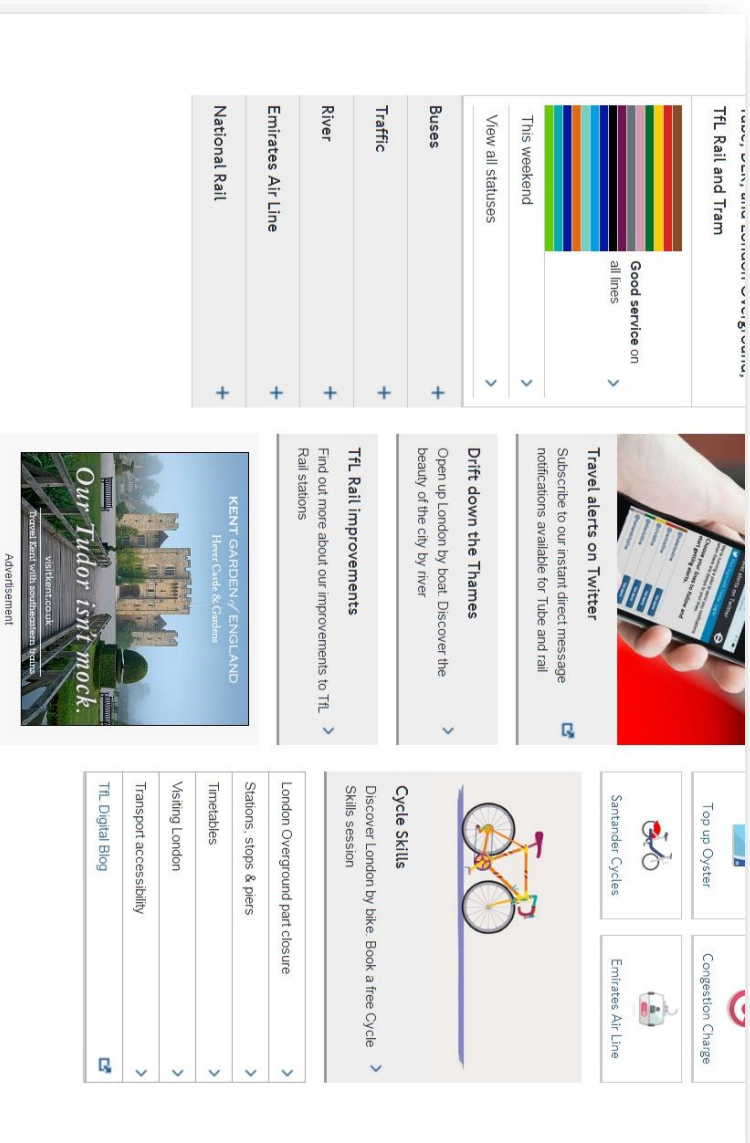 TfL Rail and Tram
Good service on
all lines
This weekend
View all statuses
Buses
Traffic
River
Emirates Air Line
National Rail
Travel alerts on Twitter
Subscribe to our instant direct message
notifications available for Tube and rail
Drift down the Thames
Open up London by boat. Discover the
beauty of the city by river
TfL Rail improvements
Find out more about our improvements to TfL
Rail stations
KENT GARDEN of ENGLAND
Hever Castle & Gardens
Our Tudor isn't mock.
visitkent.co.uk
Travel Kent with southeastern trains
Advertisement
Top up Oyster
Congestion Charge
Santander Cycles
Emirates Air Line
Cycle Skills
Discover London by bike. Book a free Cycle
Skills session
London Overground part closure
Stations, stops & piers
Timetables
Visiting London
Transport accessibility
TfL Digital Blog